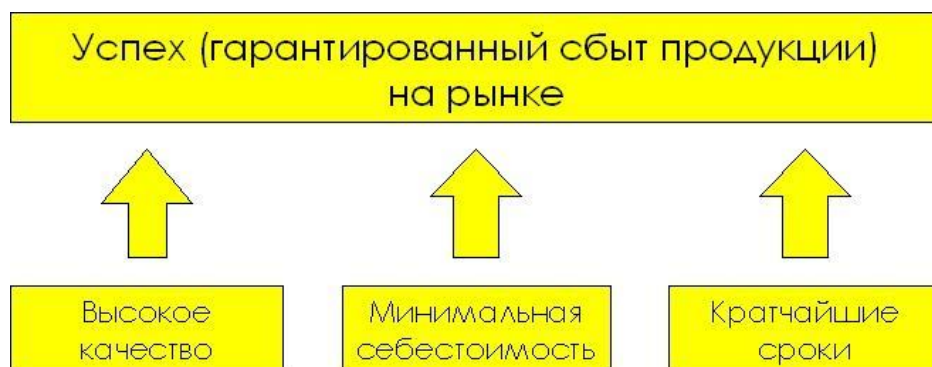 Успех (гарантированный сбыт продукции)
на рынке
Высокое
качество
Минимальная
себестоимость
Кратчайшие
сроки